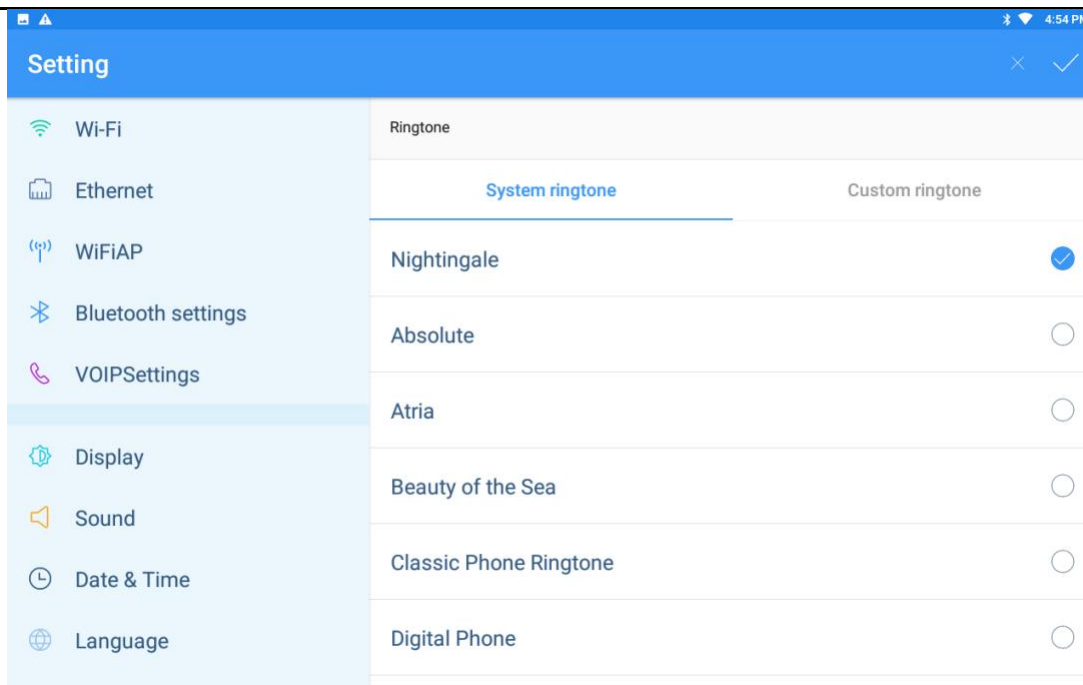 4:54 PM
Setting
Wi-Fi
Ethernet
WiFiAP
Bluetooth settings
VOIPSettings
Display
Sound
Date & Time
Language
Ringtone
System ringtone
Custom ringtone
Nightingale
Absolute
Atria
Beauty of the Sea
Classic Phone Ringtone
Digital Phone